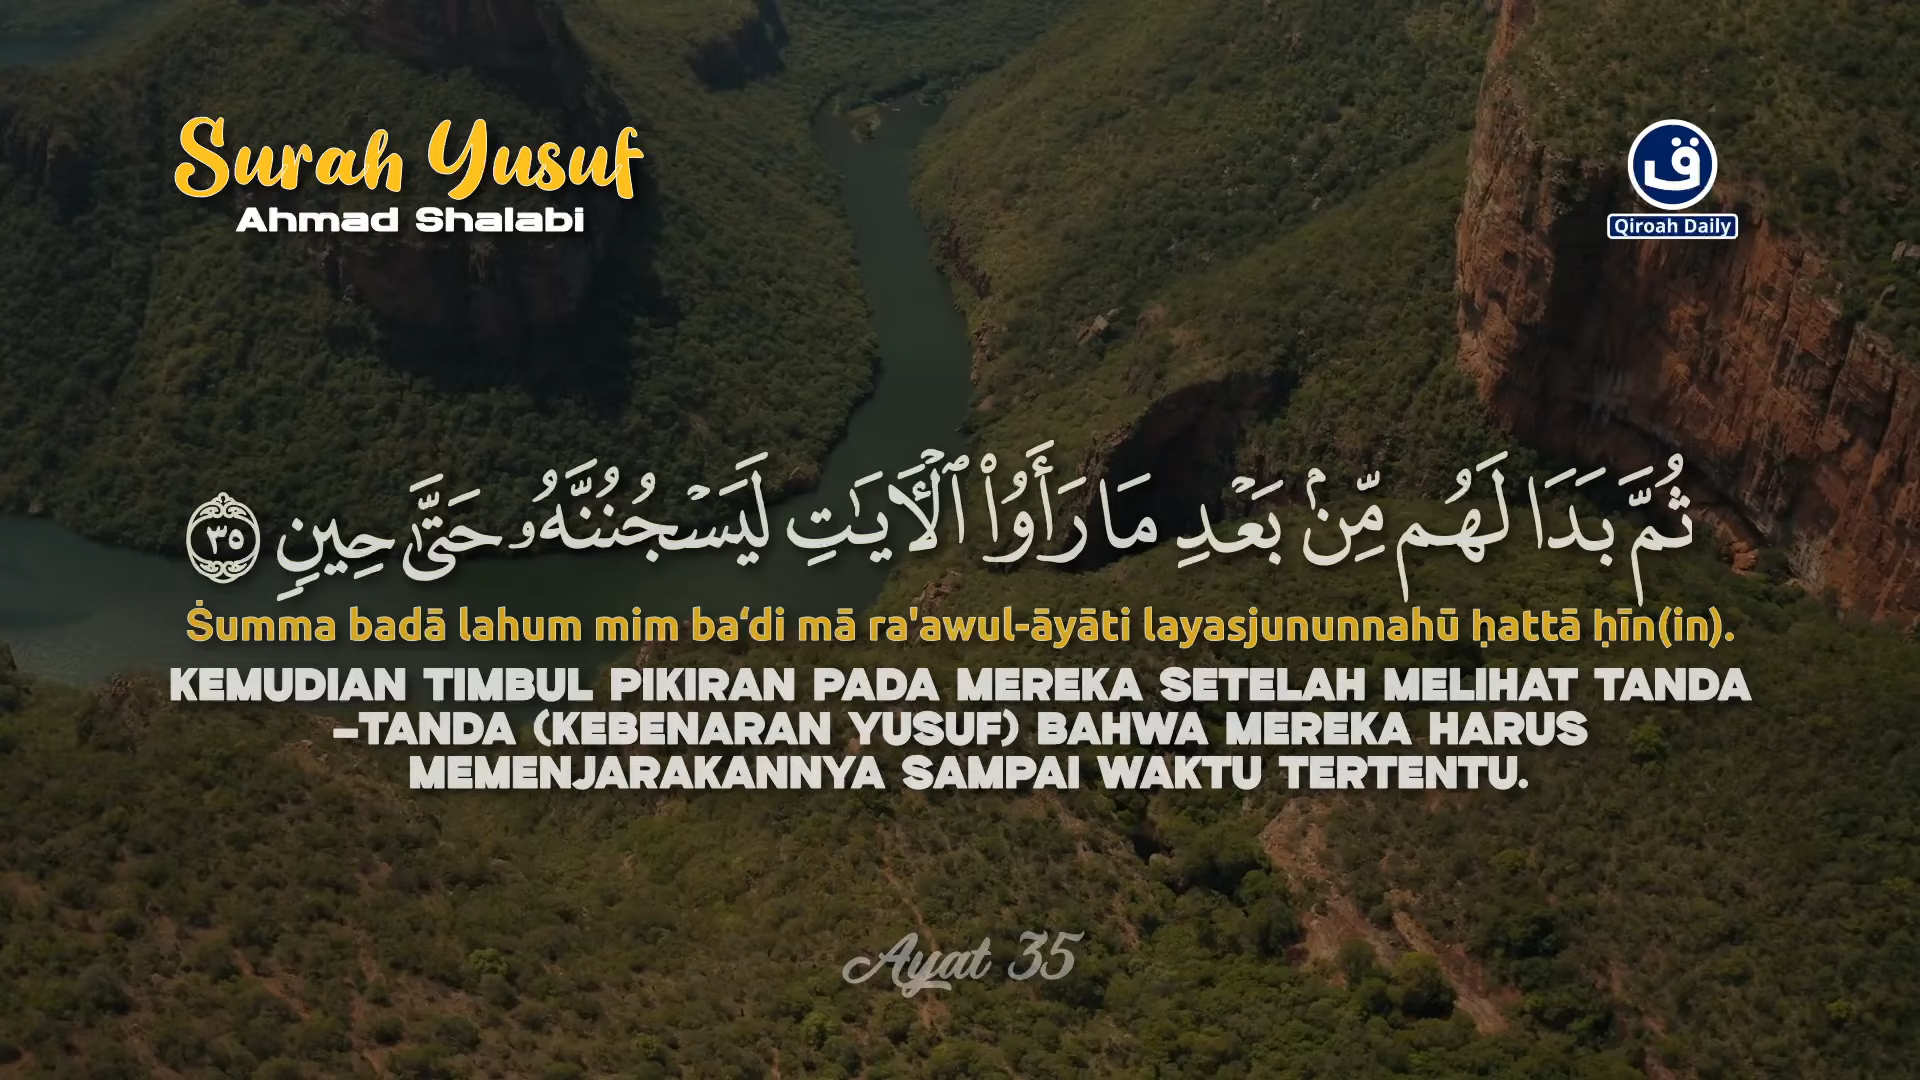 Surah Yusuf
Ahmad Shalabi
ق
Qiroah Daily
ثُمَّ بَدَا لَهُم مِّنۢ بَعْدِ مَا رَأَوُا۟ ٱلْـَٔايَـٰتِ لَيَسْجُنُنَّهُۥ حَتَّىٰ حِينٍ ٣٥
Ṡumma badā lahum mim ba‘di mā ra'awul-āyāti layasjununnahū ḥattā ḥīn(in).
KEMUDIAN TIMBUL PIKIRAN PADA MEREKA SETELAH MELIHAT TANDA
-TANDA (KEBENARAN YUSUF) BAHWA MEREKA HARUS
MEMENJARAKANNYA SAMPAI WAKTU TERTENTU.
Ayat 35